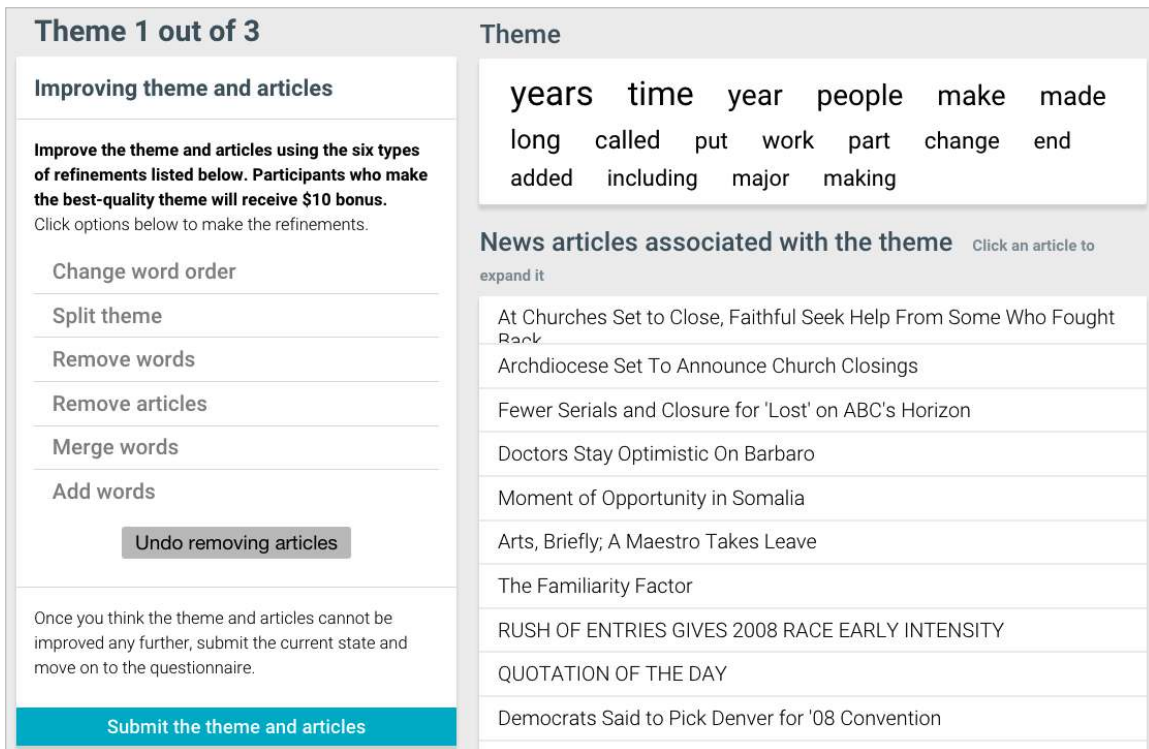 Theme 1 out of 3
Improving theme and articles
Improve the theme and articles using the six types
of refinements listed below. Participants who make
the best-quality theme will receive $10 bonus.
Click options below to make the refinements.
Change word order
Split theme
Remove words
Remove articles
Merge words
Add words
Undo removing articles
Once you think the theme and articles cannot be
improved any further, submit the current state and
move on to the questionnaire.
Submit the theme and articles
Theme
years time year people make made
long called put work part change end
added including major making
News articles associated with the theme Click an article to
expand it
At Churches Set to Close, Faithful Seek Help From Some Who Fought
Back
Archdiocese Set To Announce Church Closings
Fewer Serials and Closure for 'Lost' on ABC's Horizon
Doctors Stay Optimistic On Barbaro
Moment of Opportunity in Somalia
Arts, Briefly; A Maestro Takes Leave
The Familiarity Factor
RUSH OF ENTRIES GIVES 2008 RACE EARLY INTENSITY
QUOTATION OF THE DAY
Democrats Said to Pick Denver for '08 Convention